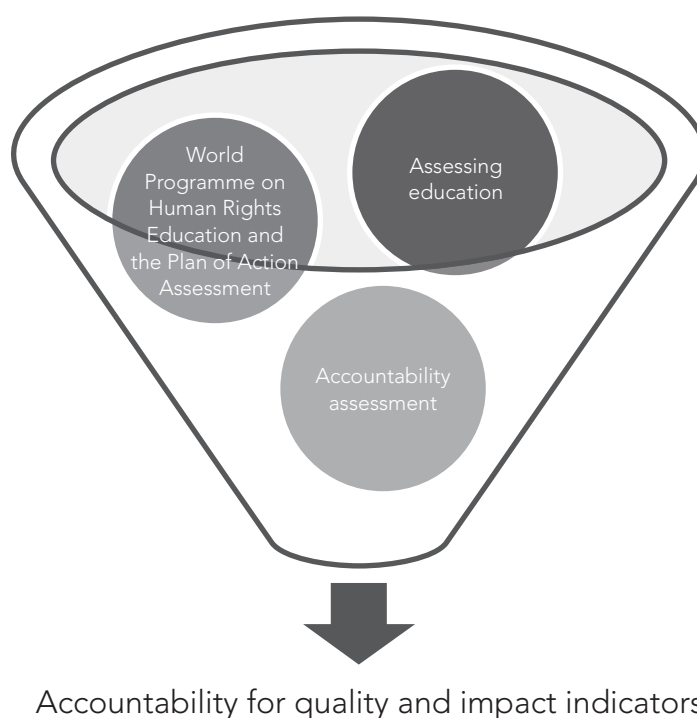 World
Programme on
Human Rights
Education and
the Plan of Action
Assessment
Assessing
education
Accountability
assessment
Accountability for quality and impact indicators